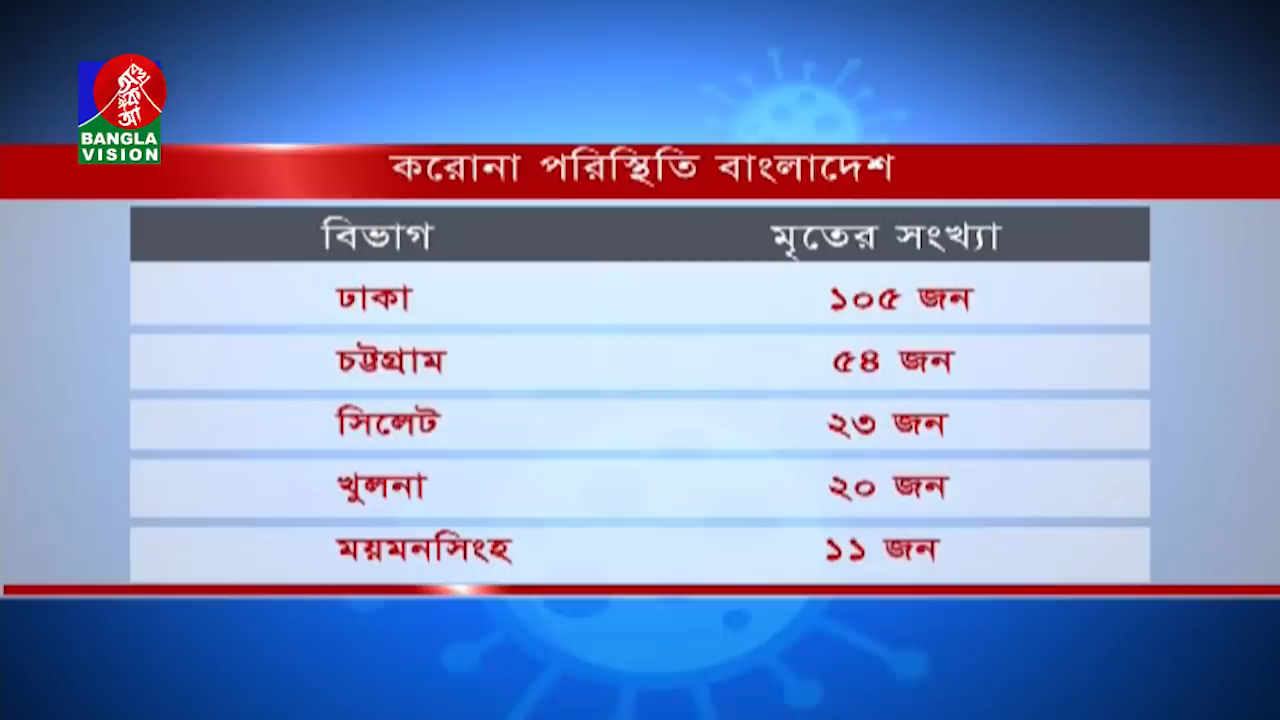 BANGLA
VISION
করোনা পরিস্থিতি বাংলাদেশ
বিভাগ মৃতের সংখ্যা
ঢাকা ১০৫ জন
চট্টগ্রাম ৫৪ জন
সিলেট ২৩ জন
খুলনা ২০ জন
ময়মনসিংহ ১১ জন